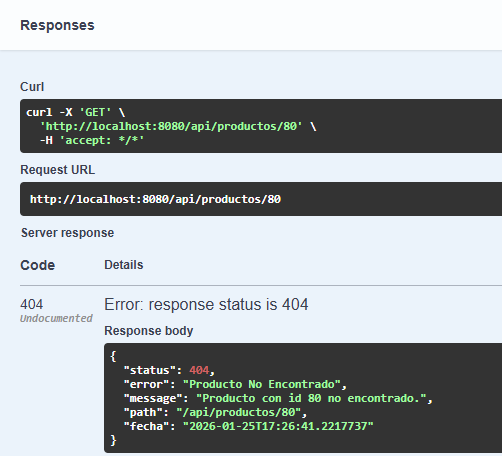 Responses
Curl
curl -X 'GET' \
  'http://localhost:8080/api/productos/80' \
  -H 'accept: */*'
Request URL
http://localhost:8080/api/productos/80
Server response
Code Details
404 Error: response status is 404
Undocumented
Response body
{
  "status": 404,
  "error": "Producto No Encontrado",
  "message": "Producto con id 80 no encontrado.",
  "path": "/api/productos/80",
  "fecha": "2026-01-25T17:26:41.2217737"
}